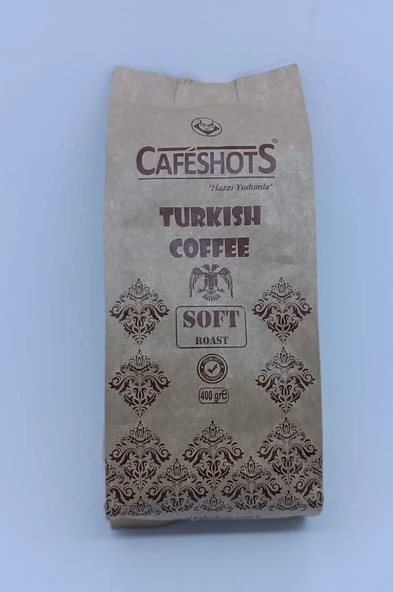 CAFÉSHOTS®
"Hazzı Yudumla"
TURKISH
COFFEE
SOFT
ROAST
400 gr℮